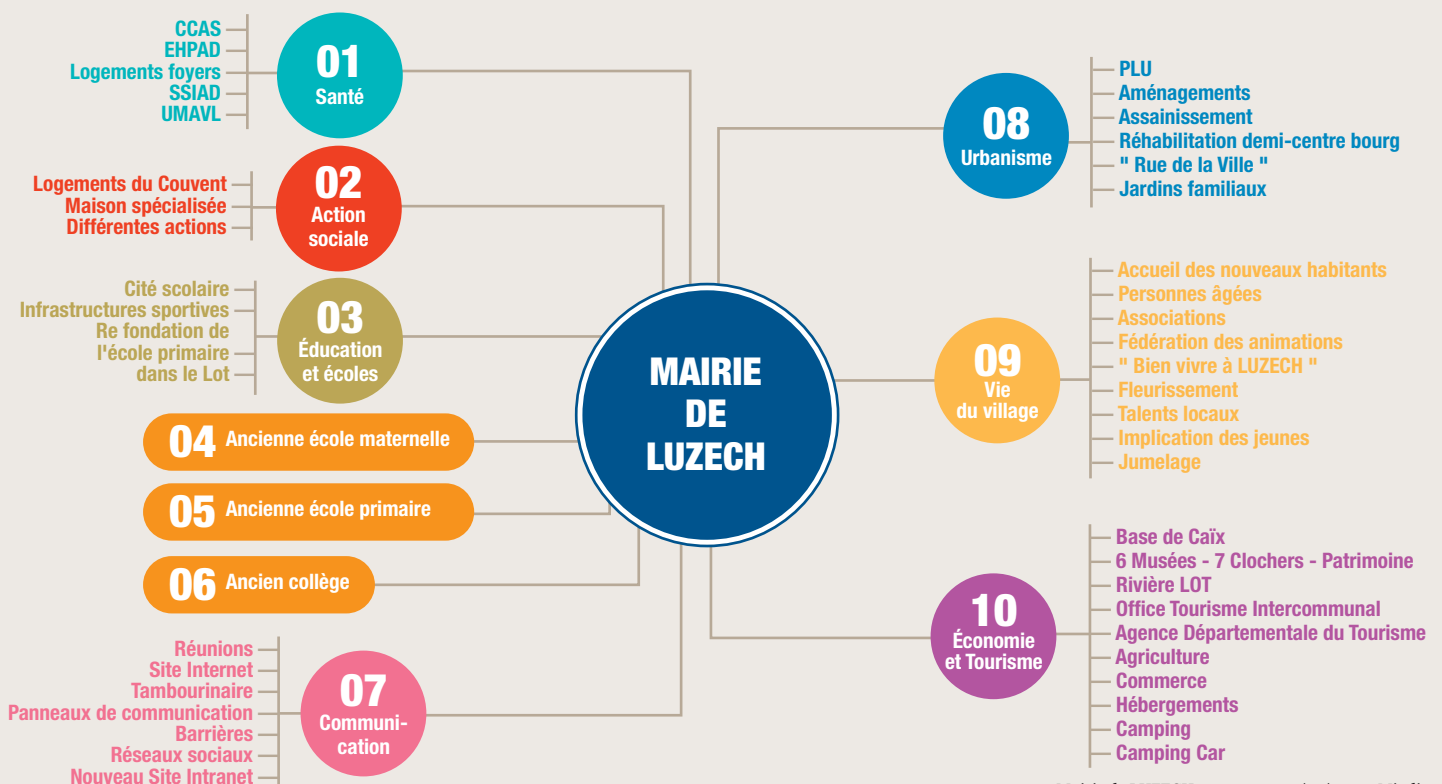 CCAS
EHPAD
Logements foyers
SSIAD
UMAVL
01
Santé
Logements du Couvent
Maison spécialisée
Différentes actions
02
Action
sociale
Cité scolaire
Infrastructures sportives
Re fondation de
l'école primaire
dans le Lot
03
Éducation
et écoles
04 Ancienne école maternelle
05 Ancienne école primaire
06 Ancien collège
Réunions
Site Internet
Tambourinaire
Panneaux de communication
Barrières
Réseaux sociaux
Nouveau Site Intranet
07
Communi-
cation
MAIRIE
DE
LUZECH
08
Urbanisme
PLU
Aménagements
Assainissement
Réhabilitation demi-centre bourg
" Rue de la Ville "
Jardins familiaux
09
Vie
du village
Accueil des nouveaux habitants
Personnes âgées
Associations
Fédération des animations
" Bien vivre à LUZECH "
Fleurissement
Talents locaux
Implication des jeunes
Jumelage
10
Économie
et Tourisme
Base de Caïx
6 Musées - 7 Clochers - Patrimoine
Rivière LOT
Office Tourisme Intercommunal
Agence Départementale du Tourisme
Agriculture
Commerce
Hébergements
Camping
Camping Car